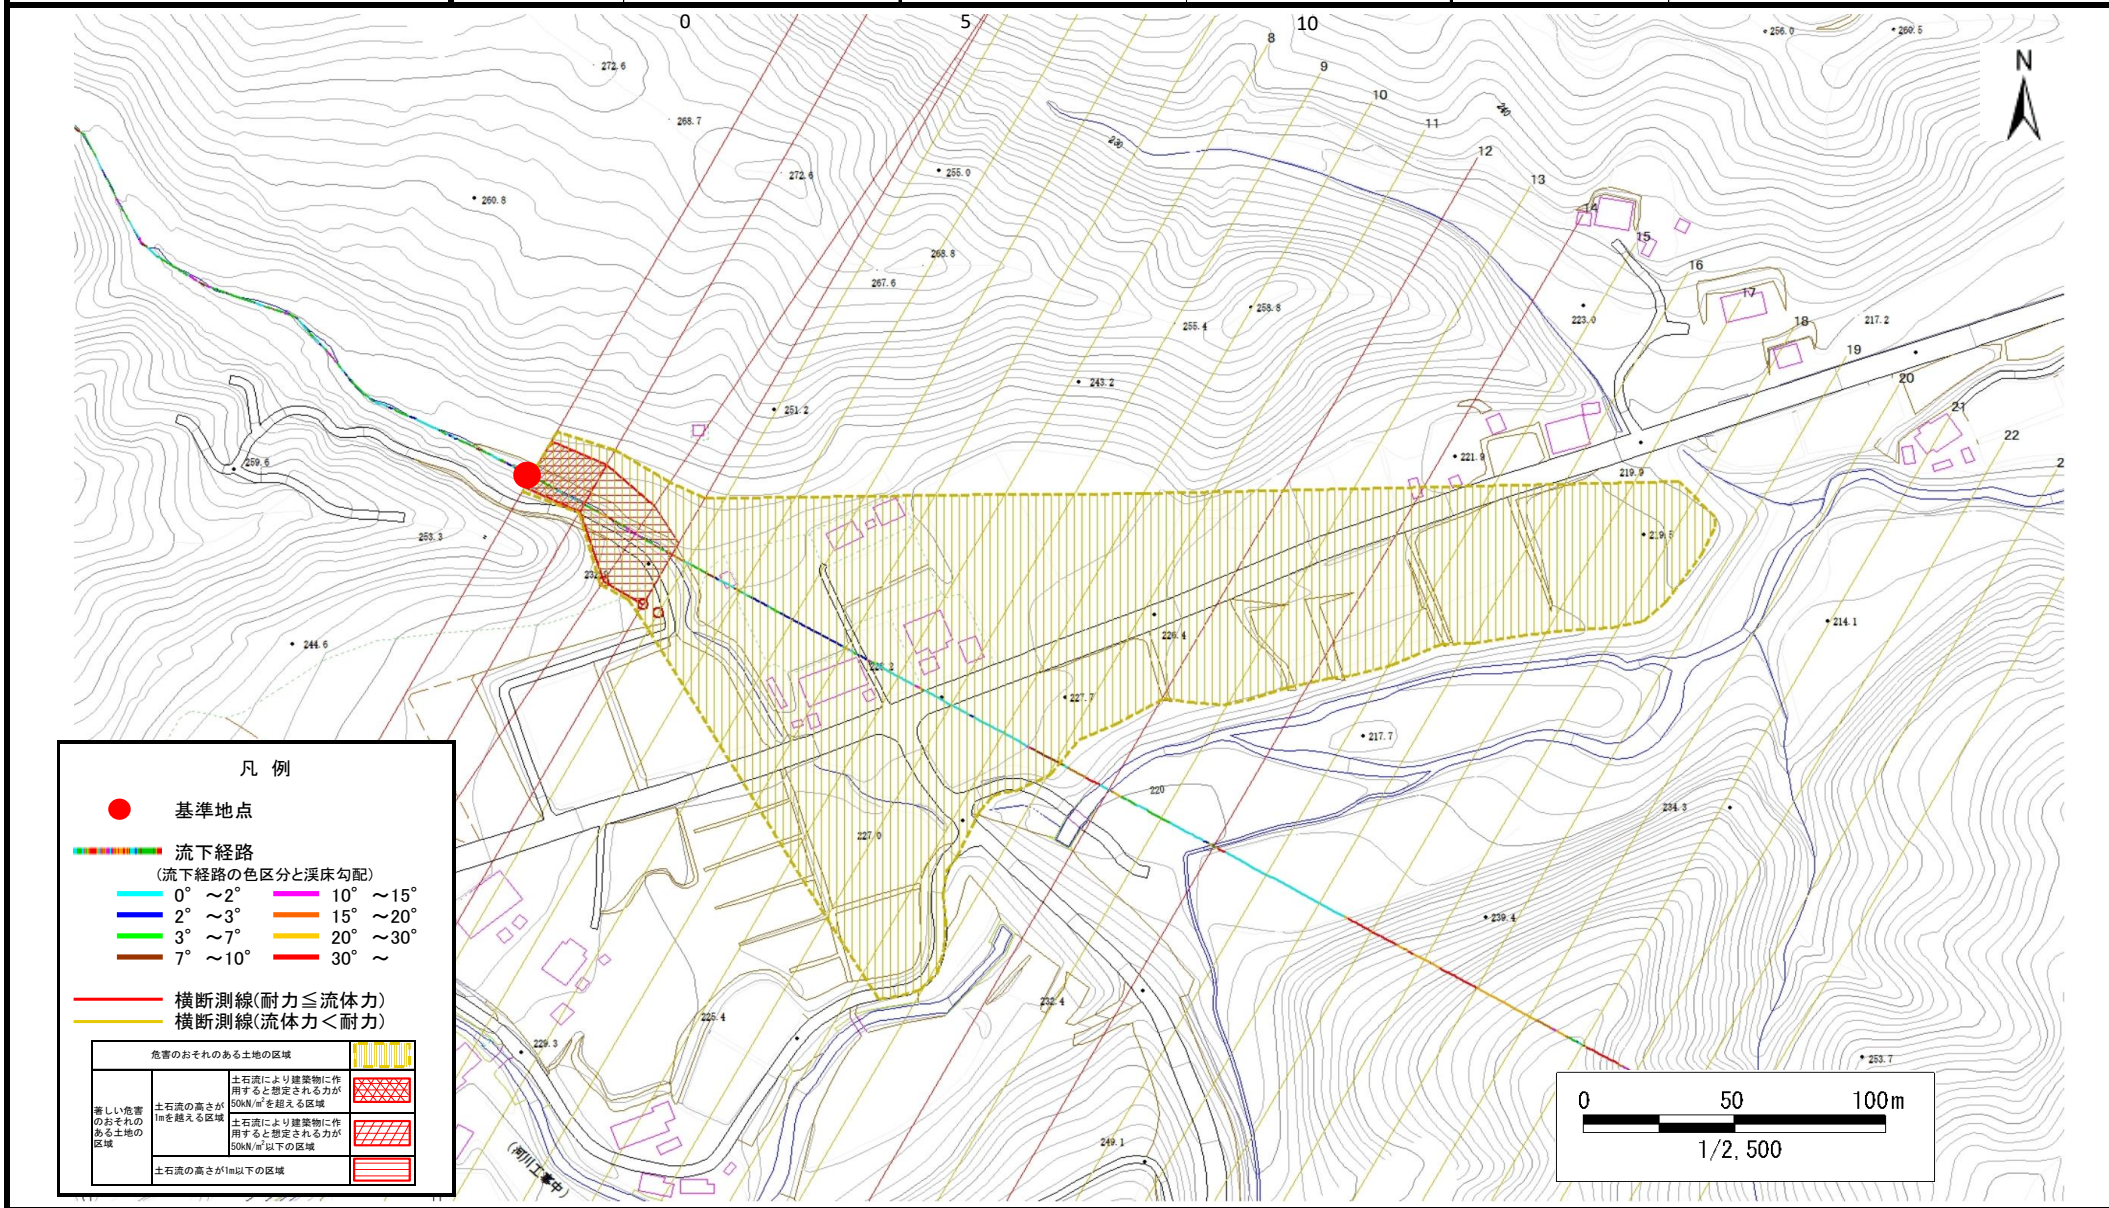 0 5 10
8
9
10
11
12
13
14
15
16
17
18
19
20
21
22
2
N
256.0
260.5
272.6
268.7
272.6
255.0
240
230
260.8
268.8
267.6
258.8
255.4
223.0
217.2
243.2
251.2
259.6
221.9
219.9
253.3
219.5
244.6
226.4
214.1
227.7
217.7
220
234.3
227.0
239.4
232.4
225.4
229.3
253.7
249.1
(河川工事中)
凡 例
基準地点
流下経路
(流下経路の色区分と渓床勾配)
0° ～2° 10° ～15°
2° ～3° 15° ～20°
3° ～7° 20° ～30°
7° ～10° 30° ～
横断測線(耐力≦流体力)
横断測線(流体力＜耐力)
危害のおそれのある土地の区域
著しい危害
のおそれの
ある土地の
区域
土石流の高さが
1mを越える区域
土石流により建築物に作
用すると想定される力が
50kN/m²を超える区域
土石流により建築物に作
用すると想定される力が
50kN/m²以下の区域
土石流の高さが1m以下の区域
0 50 100m
1/2,500